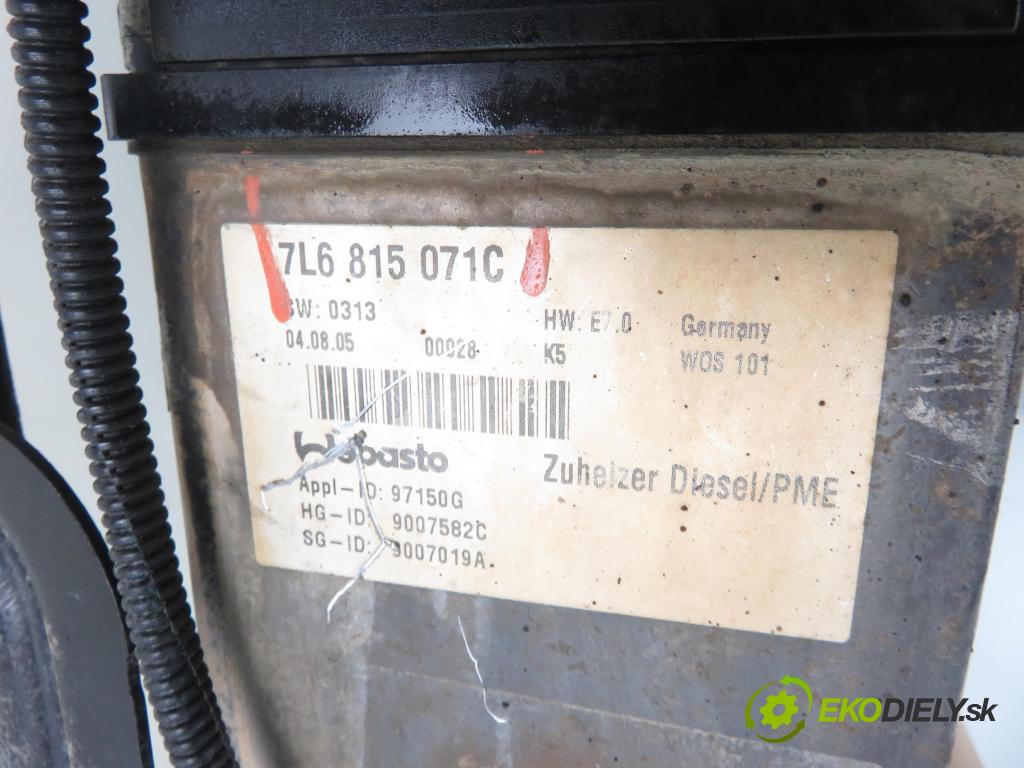 7L6 815 071C
SW: 0313 HW: E7.0 Germany
04.08.05 00028 K5 WOS 101
Webasto
Zuheizer Diesel/PME
Appl-ID: 97150G
HG-ID: 9007582C
SG-ID: 9007019A
EKODIELY.sk